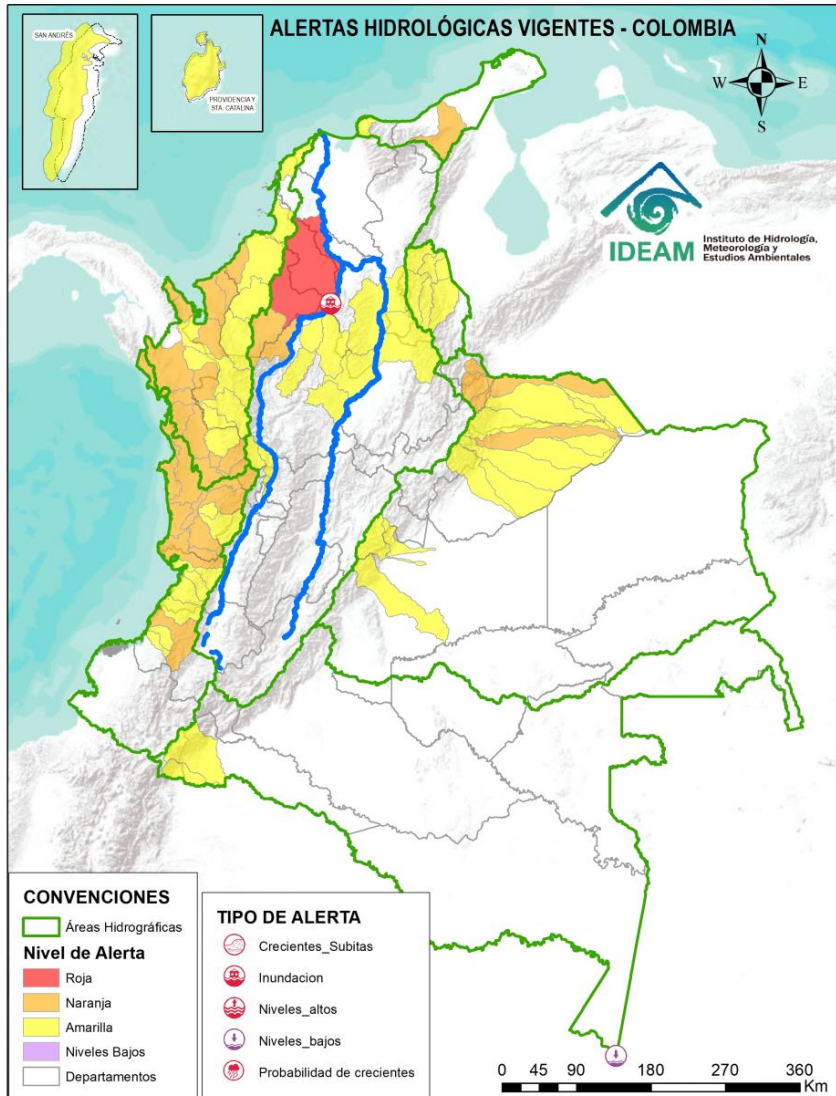 ALERTAS HIDROLÓGICAS VIGENTES - COLOMBIA
SAN ANDRÉS
PROVIDENCIA Y
STA. CATALINA
N
W
E
S
IDEAM
Instituto de Hidrología,
Meteorología y
Estudios Ambientales
CONVENCIONES
Áreas Hidrográficas
Nivel de Alerta
Roja
Naranja
Amarilla
Niveles Bajos
Departamentos
TIPO DE ALERTA
Crecientes_Subitas
Inundacion
Niveles_altos
Niveles_bajos
Probabilidad de crecientes
0 45 90 180 270 360
Km